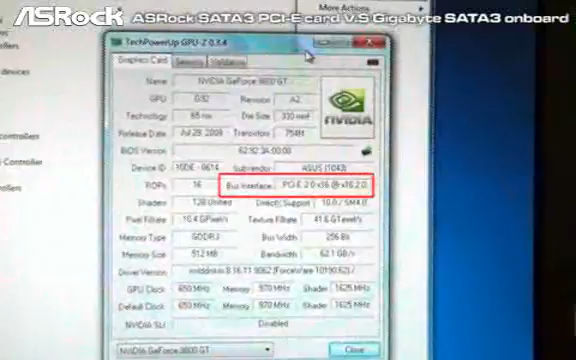 ASRock
ASRock SATA3 PCI-E card V.S Gigabyte SATA3 onboard
More Actions
TechPowerUp GPU-Z 0.3.4
Graphics Card Sensors Validation
Name NVIDIA GeForce 9800 GT
GPU G92 Revision A2
Technology 65 nm Die Size 330 mm²
Release Date Jul 29, 2008 Transistors 754M
BIOS Version
Device ID 10DE - 0614 Subvendor ASUS (1043)
ROPs 16 Bus Interface PCI-E 2.0 x16 @ x16 2.0
Shaders Unified DirectX Support 10.0 / SM4.0
Pixel Fillrate 10.4 GPixel/s Texture Fillrate 41.6 GTexel/s
Memory Type GDDR3 Bus Width 256 Bit
Memory Size 512 MB Bandwidth 62.1 GB/s
Driver Version
GPU Clock 650 MHz Memory 970 MHz Shader 1625 MHz
Default Clock 650 MHz Memory 970 MHz Shader 1625 MHz
NVIDIA SLI Disabled
NVIDIA GeForce 9800 GT Close
NVIDIA
devices
controllers
ontrollers